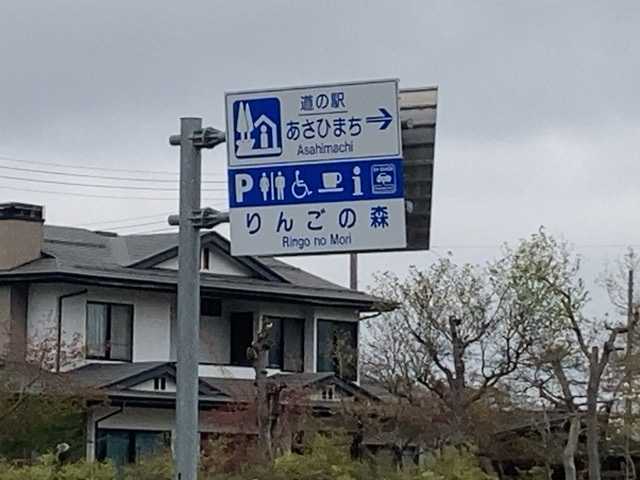 道の駅
あさひまち
Asahimachi
P i
りんごの森
Ringo no Mori